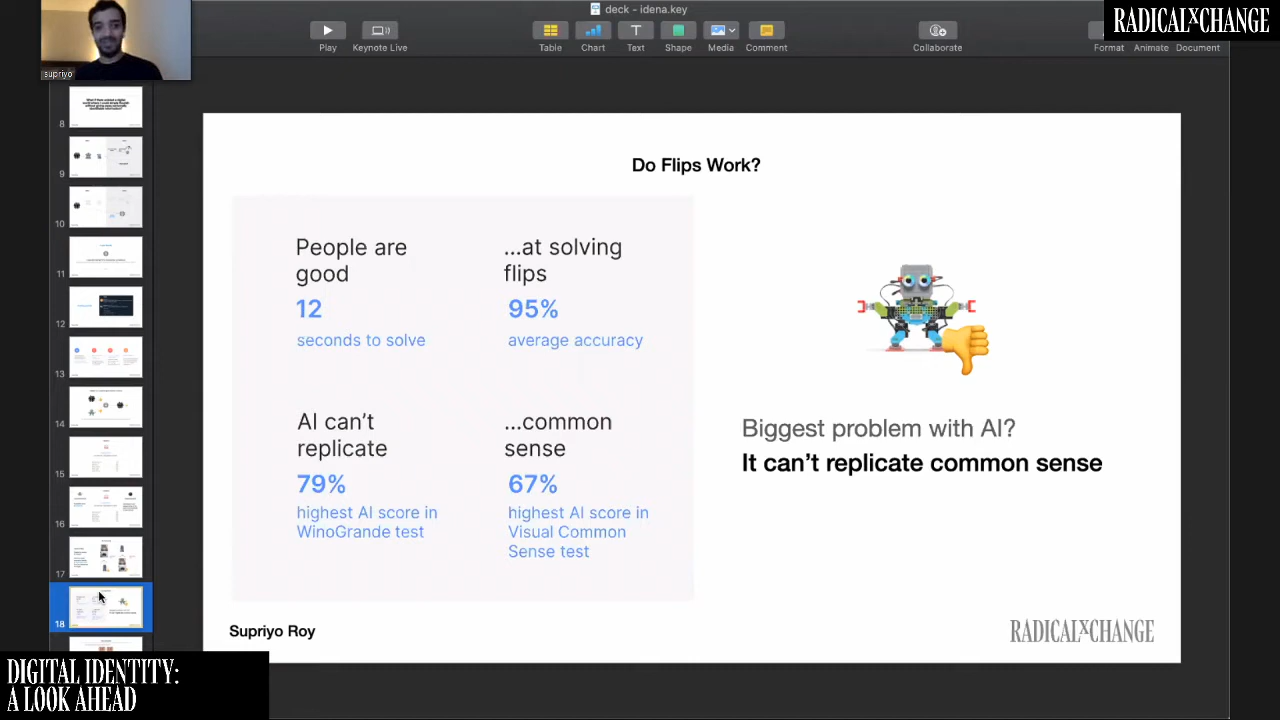 deck - idena.key
RADICALXCHANGE
Play
Keynote Live
Table
Chart
Text
Shape
Media
Comment
Collaborate
Format
Animate
Document
supriyo
8
9
10
11
12
13
14
15
16
17
18
Do Flips Work?
People are
good
12
seconds to solve
...at solving
flips
95%
average accuracy
AI can't
replicate
79%
highest AI score in
WinoGrande test
...common
sense
67%
highest AI score in
Visual Common
Sense test
Biggest problem with AI?
It can't replicate common sense
Supriyo Roy
RADICALXCHANGE
DIGITAL IDENTITY:
A LOOK AHEAD